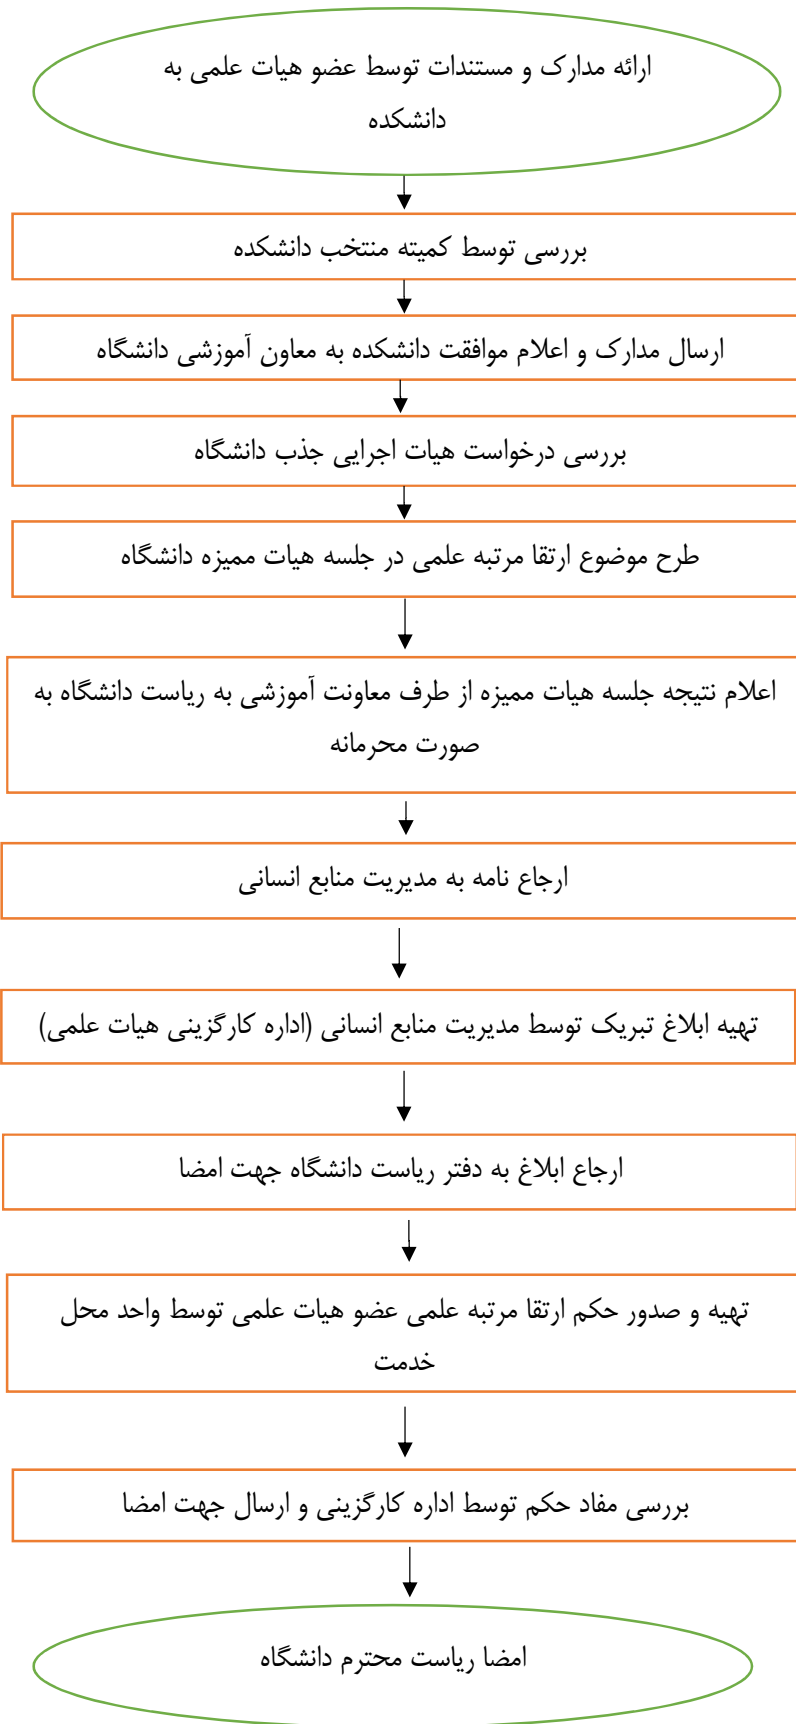 ارائه مدارک و مستندات توسط عضو هیات علمی به
دانشکده
بررسی توسط کمیته منتخب دانشکده
ارسال مدارک و اعلام موافقت دانشکده به معاون آموزشی دانشگاه
بررسی درخواست هیات اجرایی جذب دانشگاه
طرح موضوع ارتقا مرتبه علمی در جلسه هیات ممیزه دانشگاه
اعلام نتیجه جلسه هیات ممیزه از طرف معاونت آموزشی به ریاست دانشگاه به
صورت محرمانه
ارجاع نامه به مدیریت منابع انسانی
تهیه ابلاغ تبریک توسط مدیریت منابع انسانی (اداره کارگزینی هیات علمی)
ارجاع ابلاغ به دفتر ریاست دانشگاه جهت امضا
تهیه و صدور حکم ارتقا مرتبه علمی عضو هیات علمی توسط واحد محل
خدمت
بررسی مفاد حکم توسط اداره کارگزینی و ارسال جهت امضا
امضا ریاست محترم دانشگاه